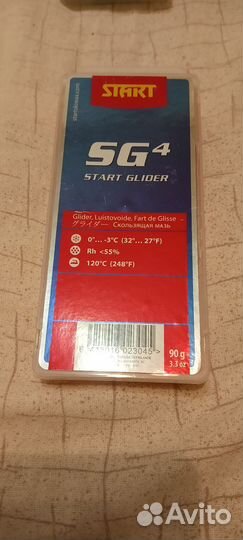 START
startskiwax.com
SG4
START GLIDER
Glider, Luistovoide, Fart de Glisse -
グライダー Скользящая мазь
0°... -3°C (32°... 27°F)
Rh <55%
120°C (248°F)
023045
90 g
3.3 oz
Avito